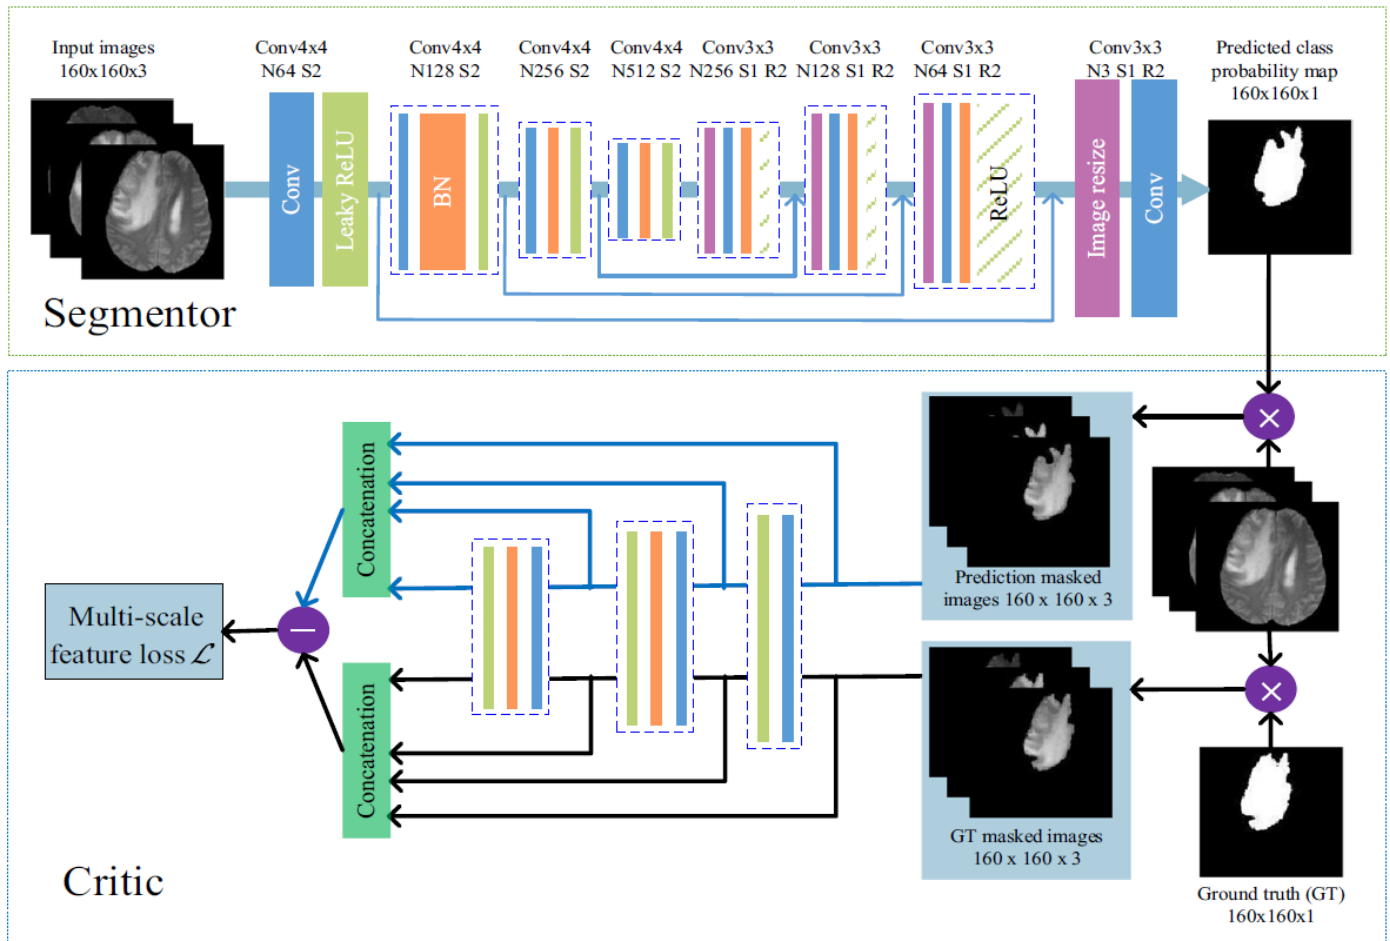 Input images
160x160x3
Conv4x4
N64 S2
Conv4x4
N128 S2
Conv4x4
N256 S2
Conv4x4
N512 S2
Conv3x3
N256 S1 R2
Conv3x3
N128 S1 R2
Conv3x3
N64 S1 R2
Conv3x3
N3 S1 R2
Predicted class
probability map
160x160x1
Conv
Leaky ReLU
BN
ReLU
Image resize
Conv
Segmentor
×
Concatenation
Prediction masked
images 160 x 160 x 3
Multi-scale
feature loss ℒ
—
Concatenation
×
GT masked images
160 x 160 x 3
Critic
Ground truth (GT)
160x160x1